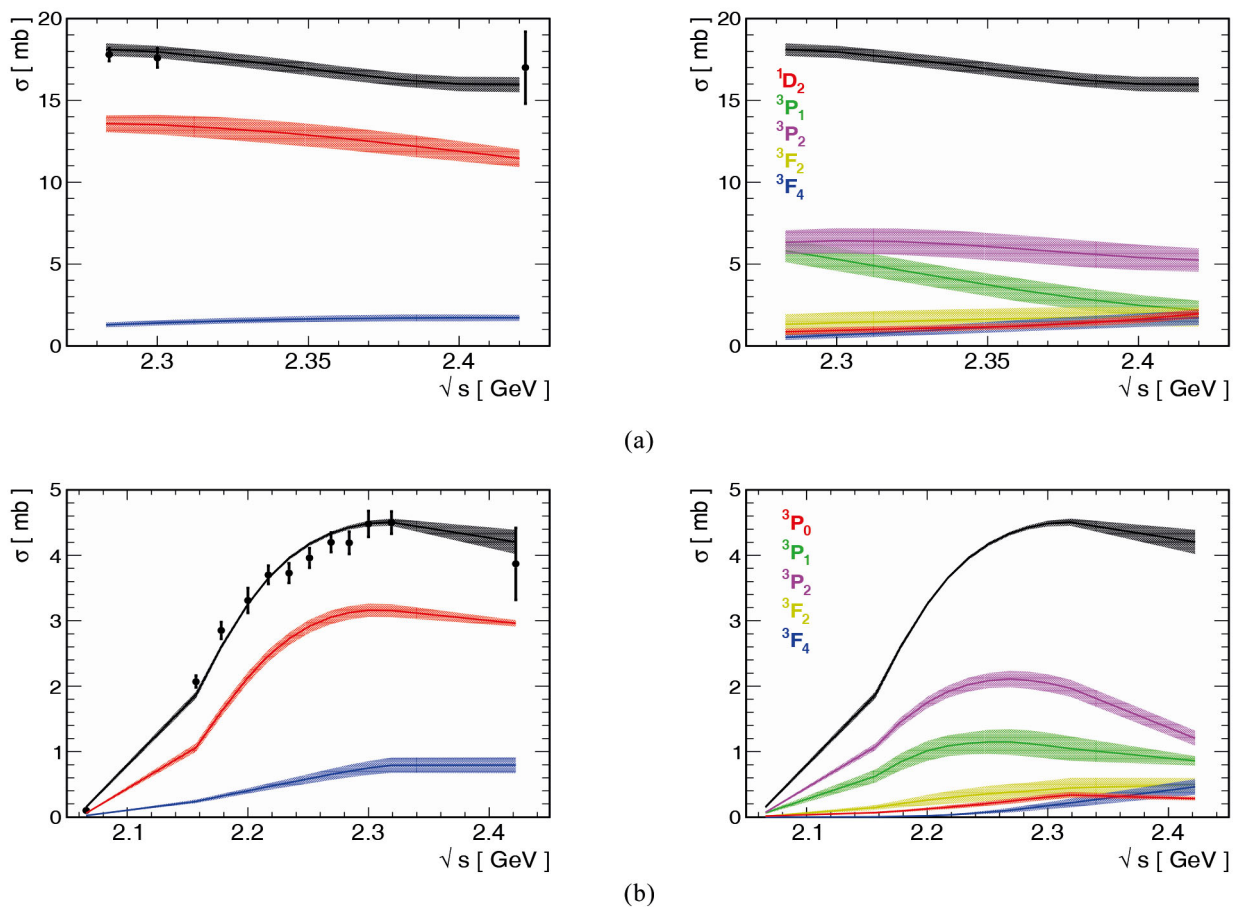 σ [ mb]
20
15
10
5
0
2.3
2.35
2.4
√ s [ GeV ]
σ [ mb]
20
15
10
5
0
¹D₂
³P₁
³P₂
³F₂
³F₄
2.3
2.35
2.4
√ s [ GeV ]
(a)
σ [ mb]
5
4
3
2
1
0
2.1
2.2
2.3
2.4
√ s [ GeV ]
σ [ mb]
5
4
3
2
1
0
³P₀
³P₁
³P₂
³F₂
³F₄
2.1
2.2
2.3
2.4
√ s [ GeV ]
(b)